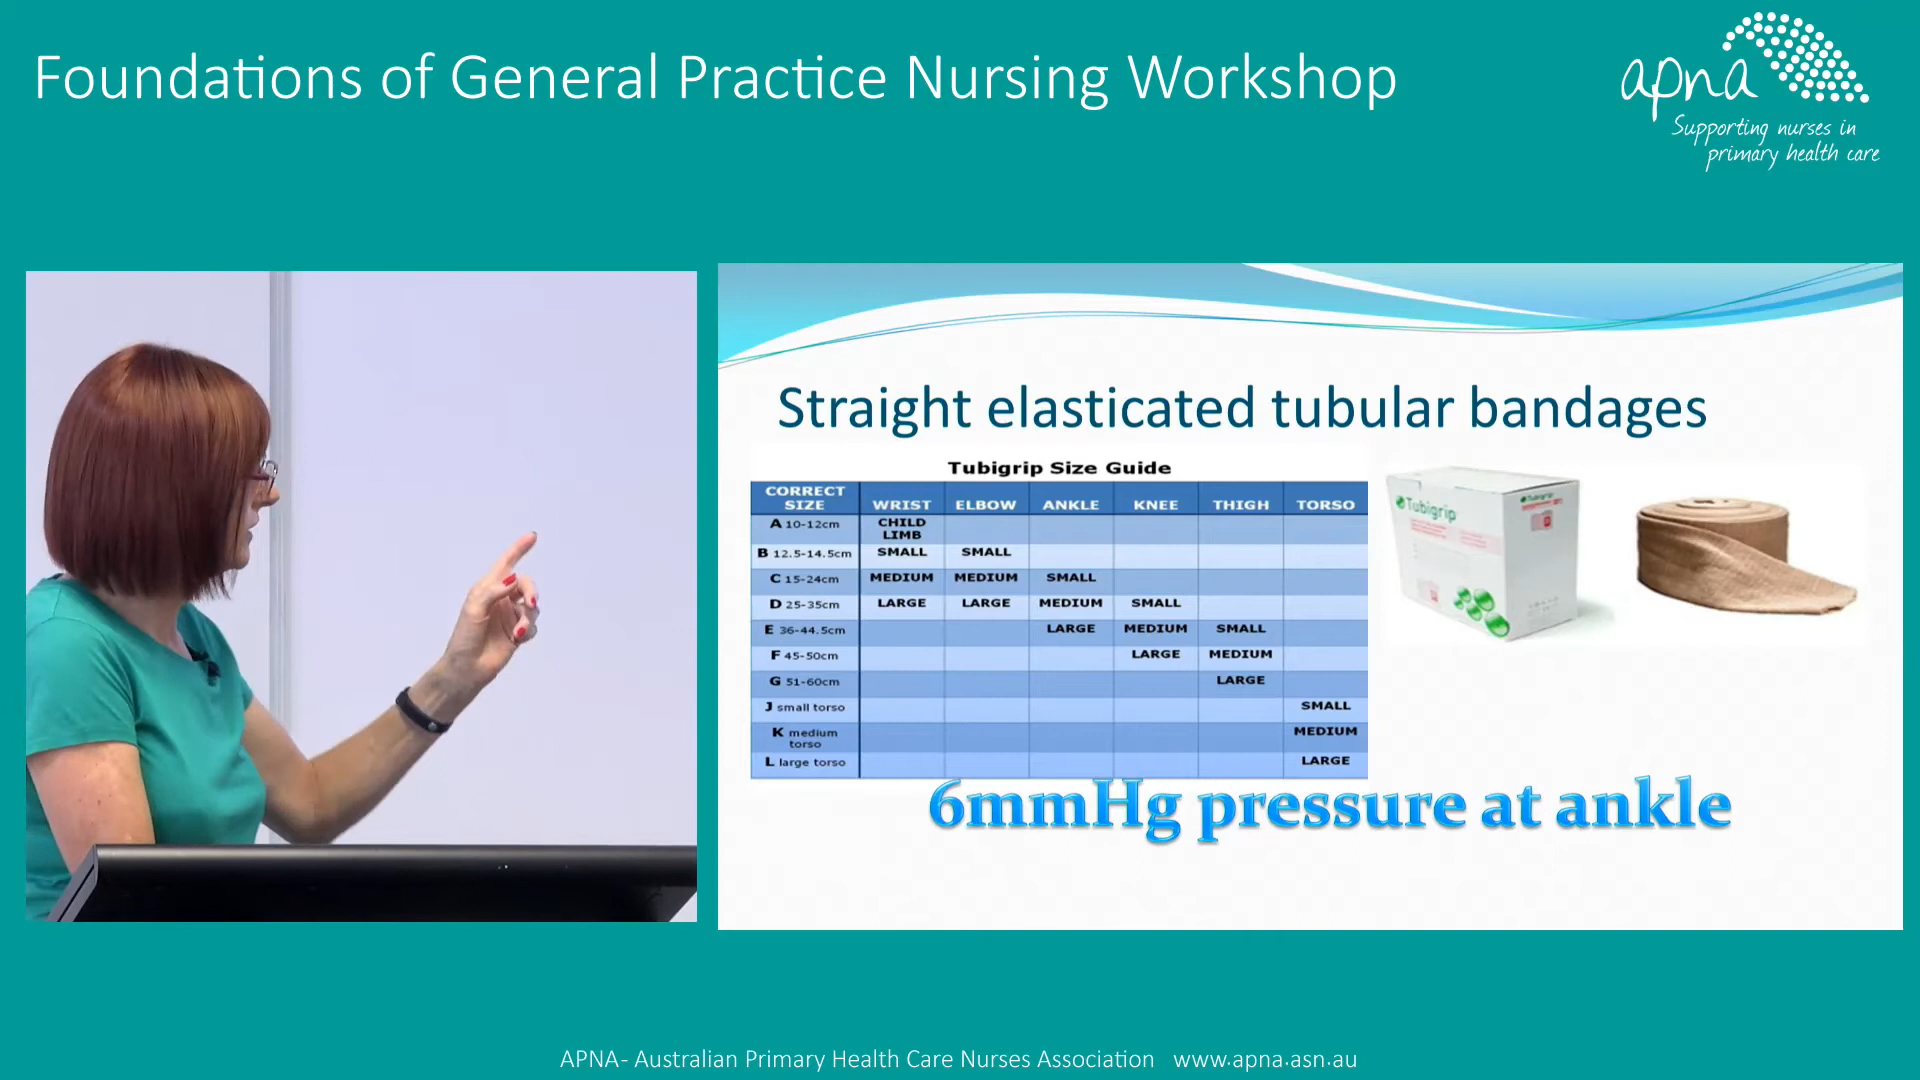 Foundations of General Practice Nursing Workshop
apna
Supporting nurses in
primary health care
Straight elasticated tubular bandages
Tubigrip Size Guide
CORRECT SIZE WRIST ELBOW ANKLE KNEE THIGH TORSO
A 10-12cm CHILD LIMB
B 12.5-14.5cm SMALL SMALL
C 15-24cm MEDIUM MEDIUM SMALL
D 25-35cm LARGE LARGE MEDIUM SMALL
E 36-44.5cm LARGE MEDIUM SMALL
F 45-50cm LARGE MEDIUM
G 51-60cm LARGE
J small torso SMALL
K medium torso MEDIUM
L large torso LARGE
Tubigrip
Tubigrip
6mmHg pressure at ankle
APNA- Australian Primary Health Care Nurses Association www.apna.asn.au